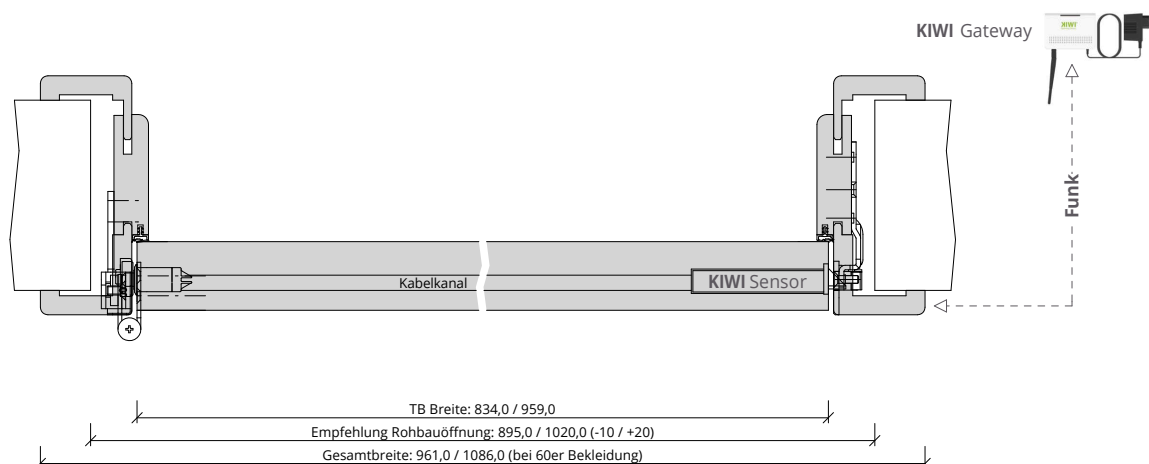 KIWI Gateway
KIWI
Funk
Kabelkanal
KIWI Sensor
TB Breite: 834,0 / 959,0
Empfehlung Rohbauöffnung: 895,0 / 1020,0 (-10 / +20)
Gesamtbreite: 961,0 / 1086,0 (bei 60er Bekleidung)